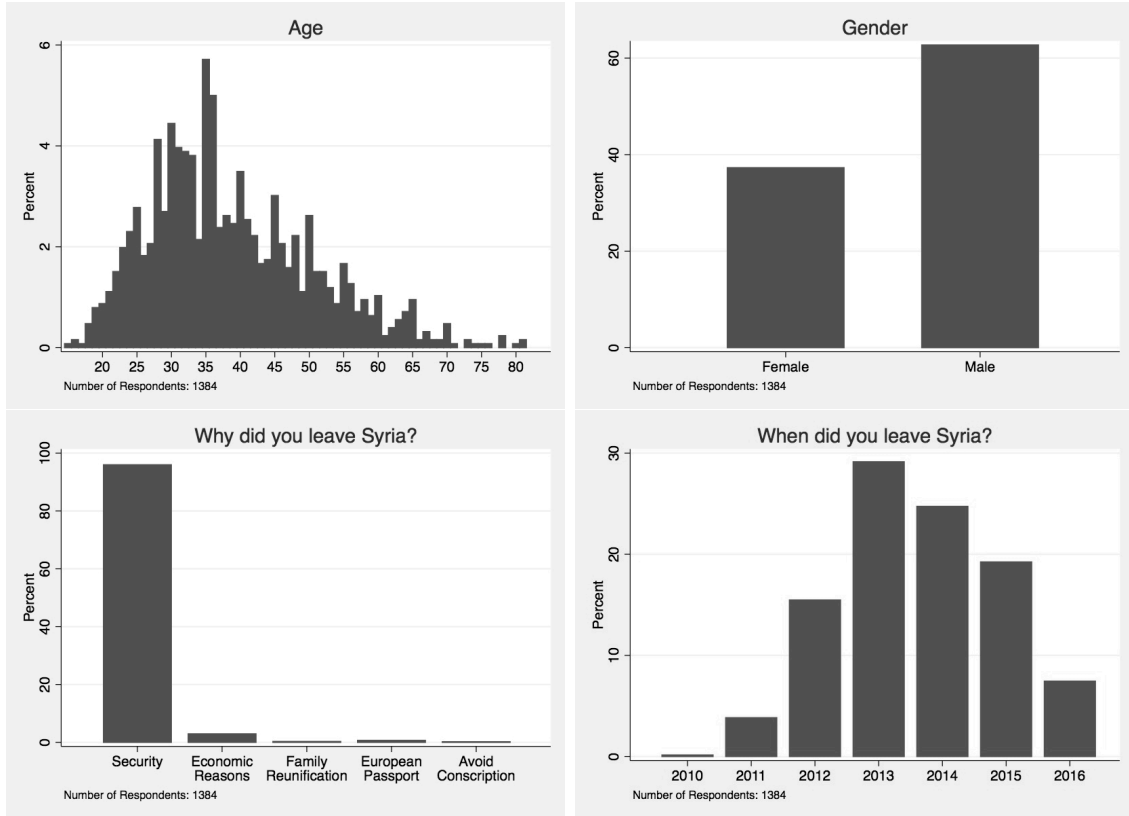 Age
Percent
6
4
2
0
20 25 30 35 40 45 50 55 60 65 70 75 80
Number of Respondents: 1384
Gender
Percent
60
40
20
0
Female Male
Number of Respondents: 1384
Why did you leave Syria?
Percent
100
80
60
40
20
0
Security Economic Family European Avoid
Reasons Reunification Passport Conscription
Number of Respondents: 1384
When did you leave Syria?
Percent
30
20
10
0
2010 2011 2012 2013 2014 2015 2016
Number of Respondents: 1384